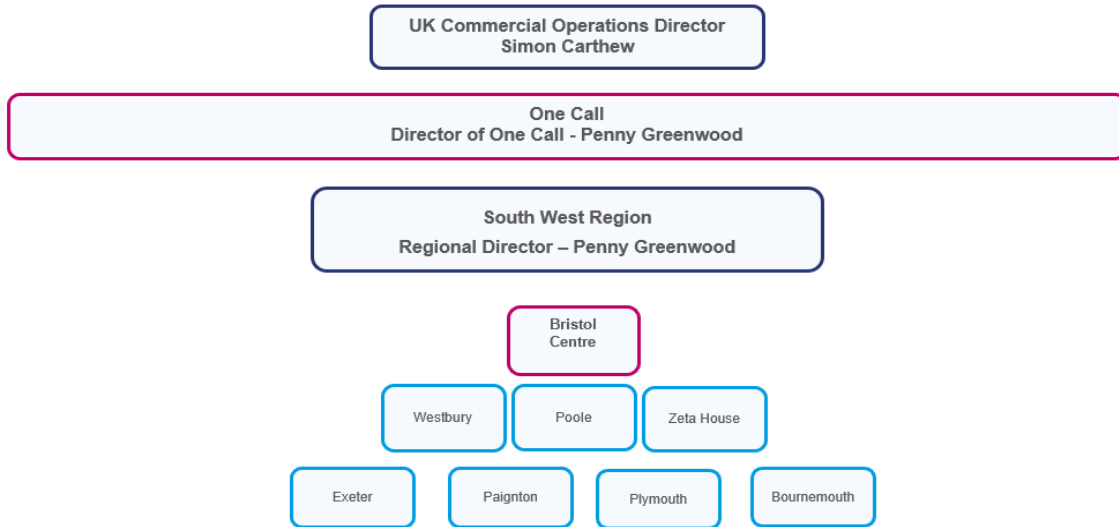 UK Commercial Operations Director
Simon Carthew
One Call
Director of One Call - Penny Greenwood
South West Region
Regional Director – Penny Greenwood
Bristol
Centre
Westbury
Poole
Zeta House
Exeter
Paignton
Plymouth
Bournemouth